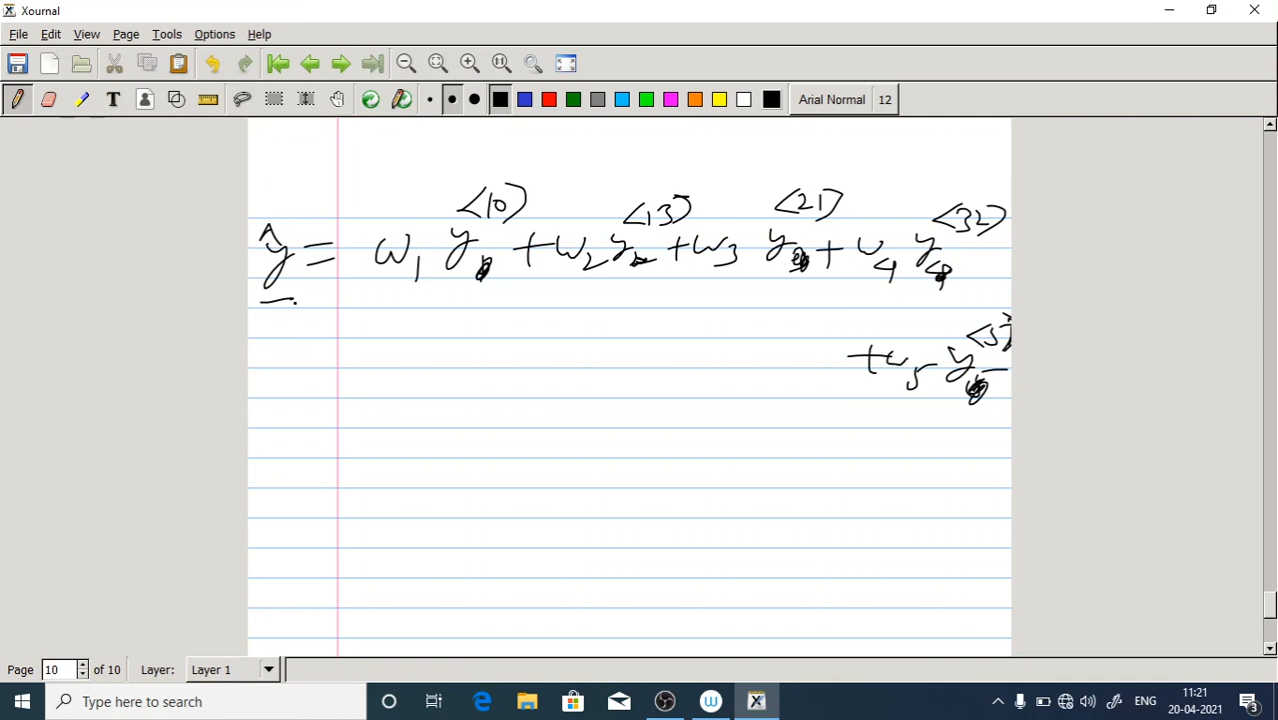 Xournal
File Edit View Page Tools Options Help
Arial Normal 12
<10> <13> <21> <32>
ŷ = w1 y + w2 y + w3 y + w4 y
+ w5 y
Page 10 of 10 Layer: Layer 1
Type here to search
ENG
11:21
20-04-2021
3